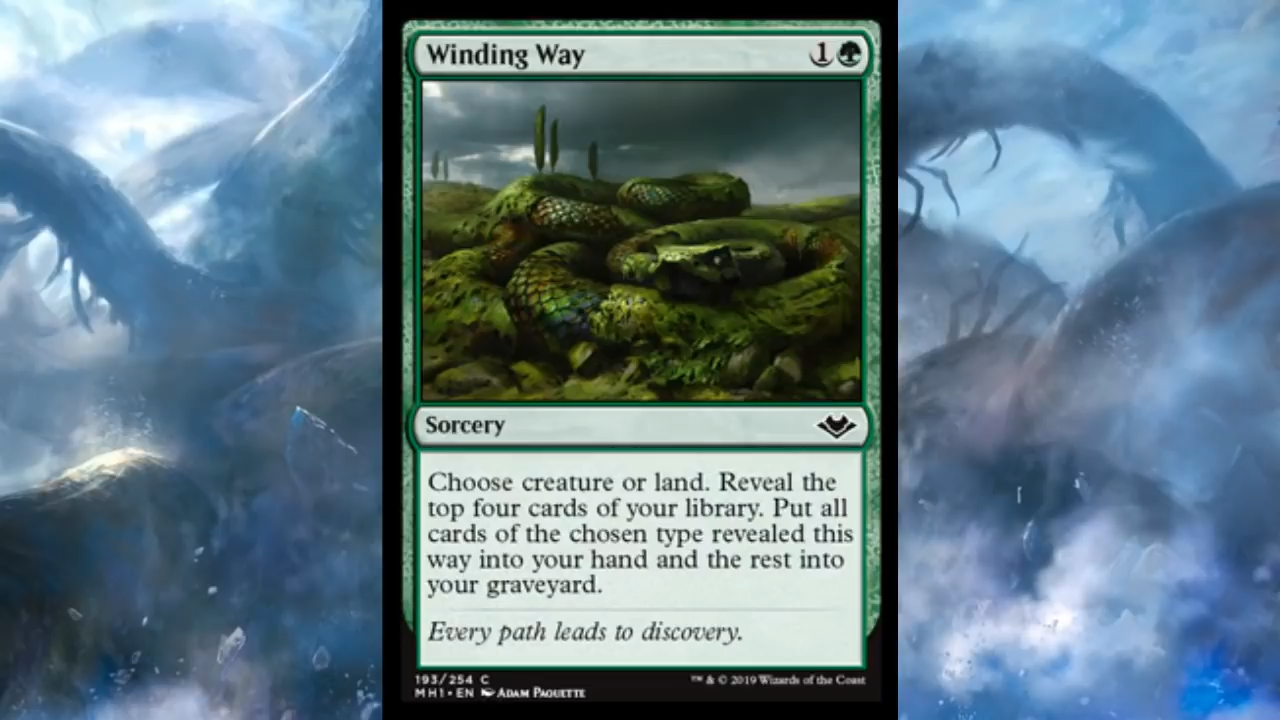 Winding Way 1
Sorcery
Choose creature or land. Reveal the
top four cards of your library. Put all
cards of the chosen type revealed this
way into your hand and the rest into
your graveyard.
Every path leads to discovery.
193/254 C
MH1 • EN Adam Paquette
™ & © 2019 Wizards of the Coast